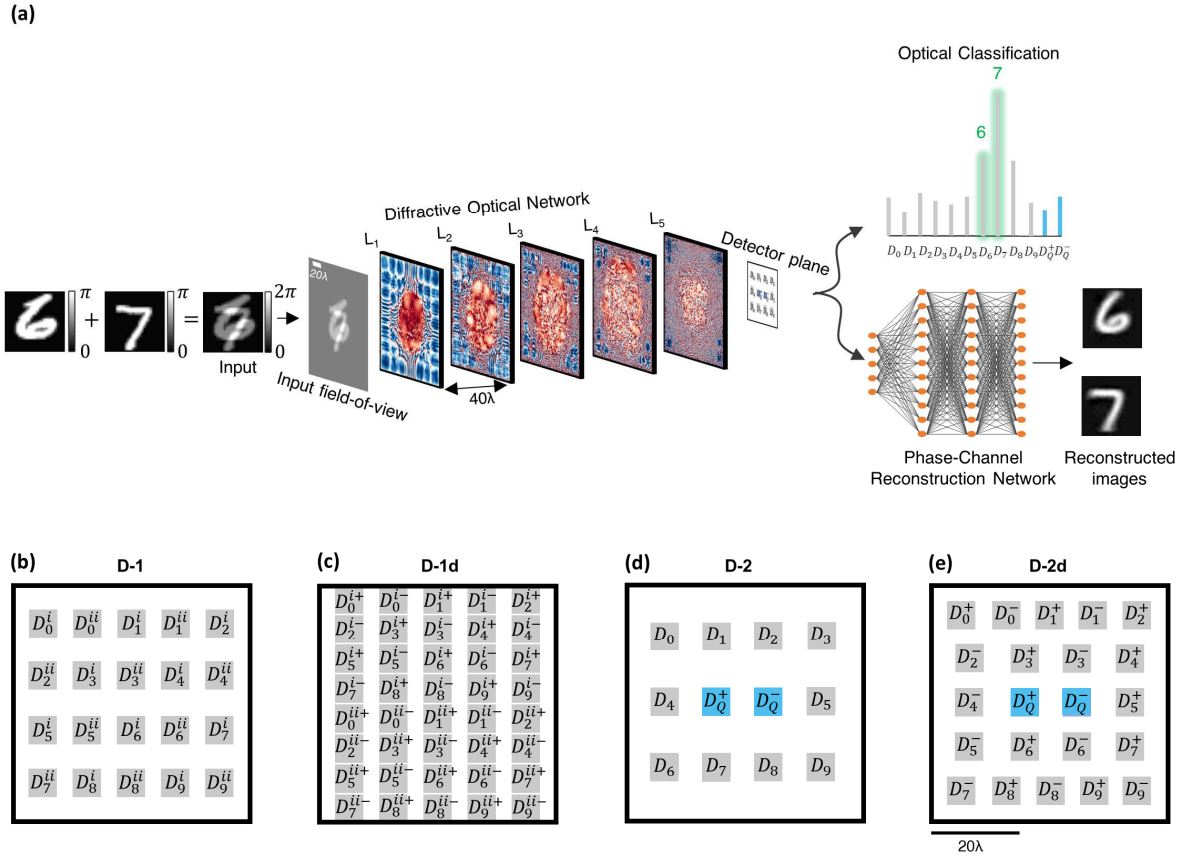 (a)
Optical Classification
7
6
D₀ D₁ D₂ D₃ D₄ D₅ D₆ D₇ D₈ D₉ D_Q⁺ D_Q⁻
Diffractive Optical Network
L₁
L₂
L₃
L₄
L₅
Detector plane
20λ
π
0
+
π
0
=
2π
0
Input
Input field-of-view
40λ
Phase-Channel
Reconstruction Network
Reconstructed
images
(b) D-1
D₀ⁱ D₀ⁱⁱ D₁ⁱ D₁ⁱⁱ D₂ⁱ
D₂ⁱⁱ D₃ⁱ D₃ⁱⁱ D₄ⁱ D₄ⁱⁱ
D₅ⁱ D₅ⁱⁱ D₆ⁱ D₆ⁱⁱ D₇ⁱ
D₇ⁱⁱ D₈ⁱ D₈ⁱⁱ D₉ⁱ D₉ⁱⁱ
(c) D-1d
D₀ⁱ⁺ D₀ⁱ⁻ D₁ⁱ⁺ D₁ⁱ⁻ D₂ⁱ⁺
D₂ⁱ⁻ D₃ⁱ⁺ D₃ⁱ⁻ D₄ⁱ⁺ D₄ⁱ⁻
D₅ⁱ⁺ D₅ⁱ⁻ D₆ⁱ⁺ D₆ⁱ⁻ D₇ⁱ⁺
D₇ⁱ⁻ D₈ⁱ⁺ D₈ⁱ⁻ D₉ⁱ⁺ D₉ⁱ⁻
D₀ⁱⁱ⁺ D₀ⁱⁱ⁻ D₁ⁱⁱ⁺ D₁ⁱⁱ⁻ D₂ⁱⁱ⁺
D₂ⁱⁱ⁻ D₃ⁱⁱ⁺ D₃ⁱⁱ⁻ D₄ⁱⁱ⁺ D₄ⁱⁱ⁻
D₅ⁱⁱ⁺ D₅ⁱⁱ⁻ D₆ⁱⁱ⁺ D₆ⁱⁱ⁻ D₇ⁱⁱ⁺
D₇ⁱⁱ⁻ D₈ⁱⁱ⁺ D₈ⁱⁱ⁻ D₉ⁱⁱ⁺ D₉ⁱⁱ⁻
(d) D-2
D₀ D₁ D₂ D₃
D₄ D_Q⁺ D_Q⁻ D₅
D₆ D₇ D₈ D₉
(e) D-2d
D₀⁺ D₀⁻ D₁⁺ D₁⁻ D₂⁺
D₂⁻ D₃⁺ D₃⁻ D₄⁺
D₄⁻ D_Q⁺ D_Q⁻ D₅⁺
D₅⁻ D₆⁺ D₆⁻ D₇⁺
D₇⁻ D₈⁺ D₈⁻ D₉⁺ D₉⁻
20λ